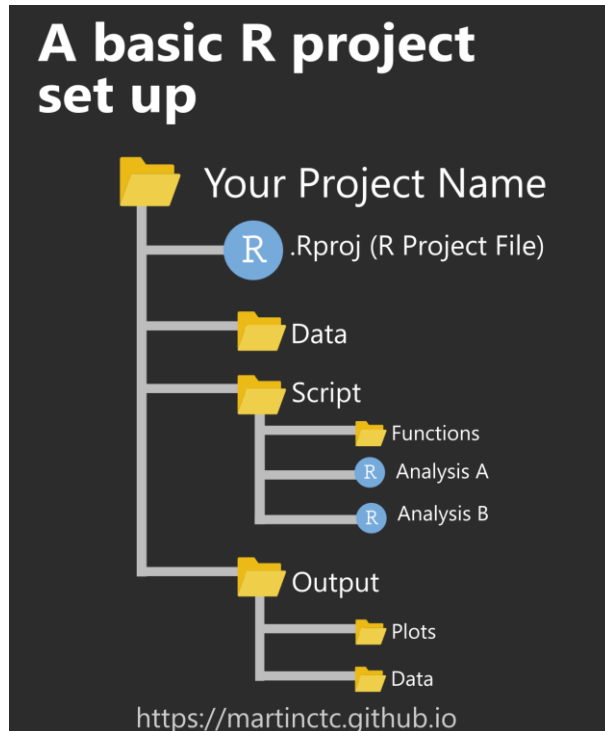 A basic R project
set up
Your Project Name
R .Rproj (R Project File)
Data
Script
Functions
R Analysis A
R Analysis B
Output
Plots
Data
https://martinctc.github.io